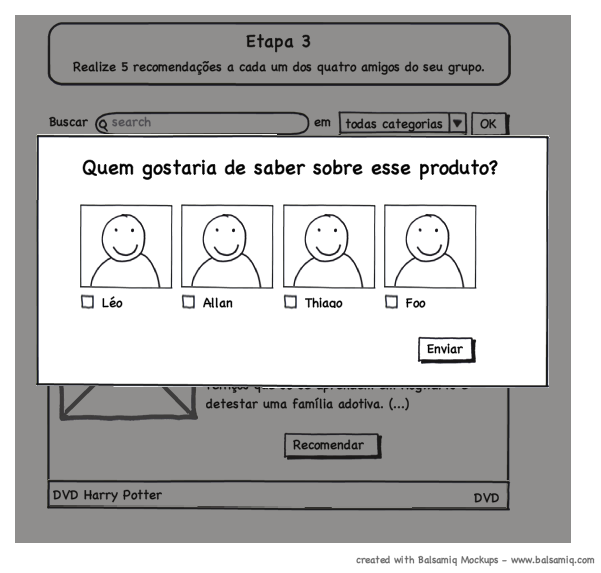 Etapa 3
Realize 5 recomendações a cada um dos quatro amigos do seu grupo.
Buscar search em todas categorias OK
Quem gostaria de saber sobre esse produto?
Léo Allan Thiago Foo
Enviar
detestar uma família adotiva. (...)
Recomendar
DVD Harry Potter DVD
created with Balsamiq Mockups - www.balsamiq.com